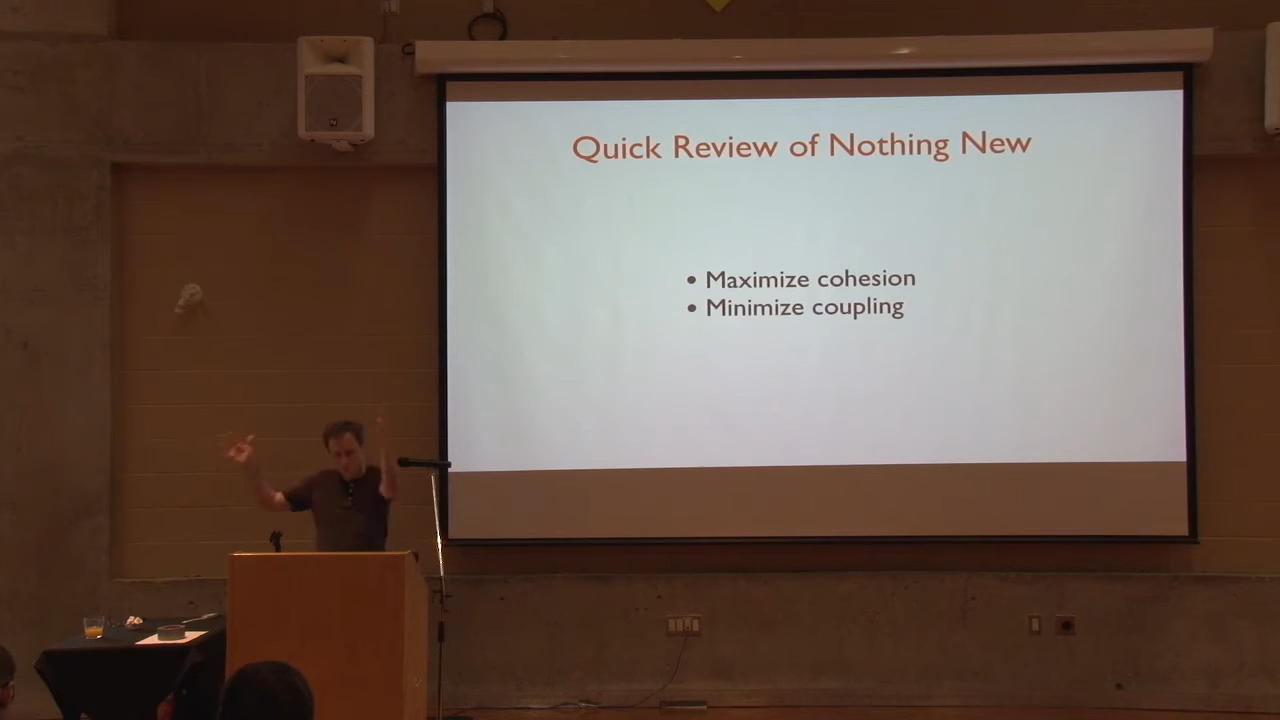 Quick Review of Nothing New
• Maximize cohesion
• Minimize coupling